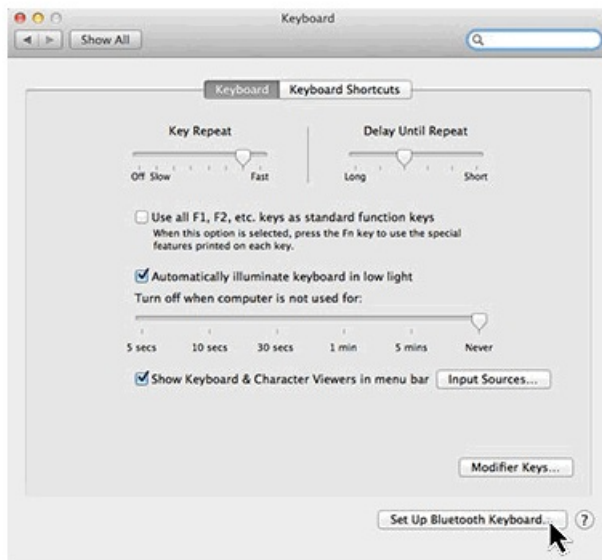 Keyboard
Show All
Keyboard Keyboard Shortcuts
Key Repeat Delay Until Repeat
Off Slow Fast Long Short
Use all F1, F2, etc. keys as standard function keys
When this option is selected, press the Fn key to use the special
features printed on each key.
Automatically illuminate keyboard in low light
Turn off when computer is not used for:
5 secs 10 secs 30 secs 1 min 5 mins Never
Show Keyboard & Character Viewers in menu bar Input Sources...
Modifier Keys...
Set Up Bluetooth Keyboard... ?